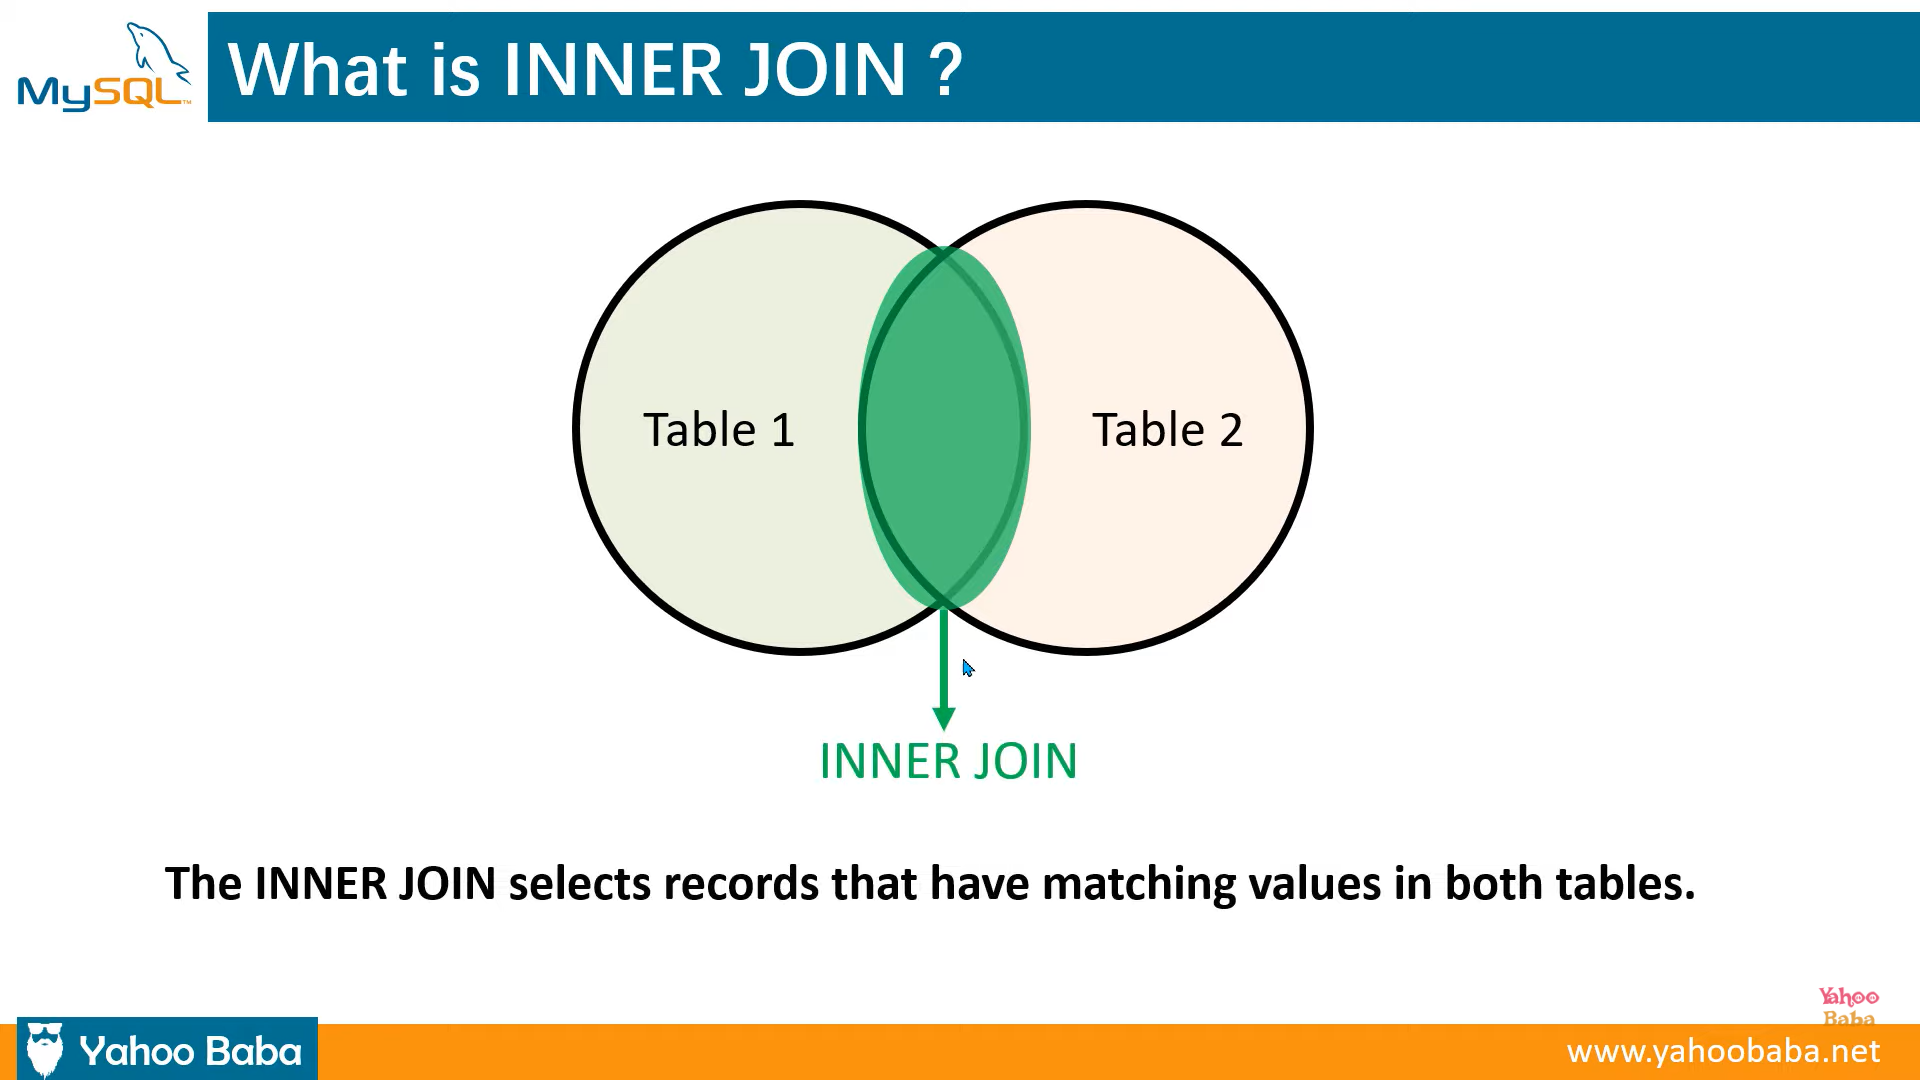 MySQL™
What is INNER JOIN ?
Table 1
Table 2
INNER JOIN
The INNER JOIN selects records that have matching values in both tables.
Yahoo
Baba
Yahoo Baba
www.yahoobaba.net